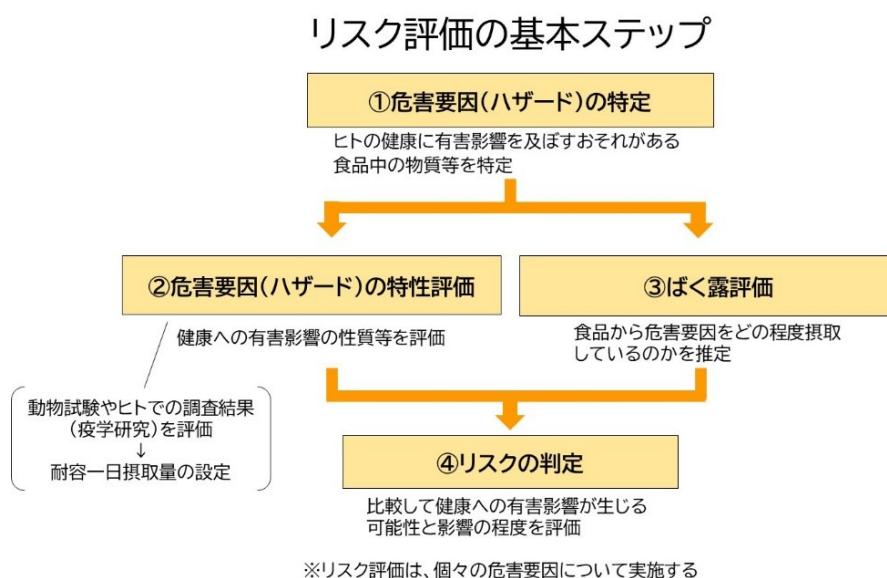 リスク評価の基本ステップ
①危害要因(ハザード)の特定
ヒトの健康に有害影響を及ぼすおそれがある
食品中の物質等を特定
②危害要因(ハザード)の特性評価
健康への有害影響の性質等を評価
動物試験やヒトでの調査結果
(疫学研究)を評価
↓
耐容一日摂取量の設定
③ばく露評価
食品から危害要因をどの程度摂取
しているのかを推定
④リスクの判定
比較して健康への有害影響が生じる
可能性と影響の程度を評価
※リスク評価は、個々の危害要因について実施する